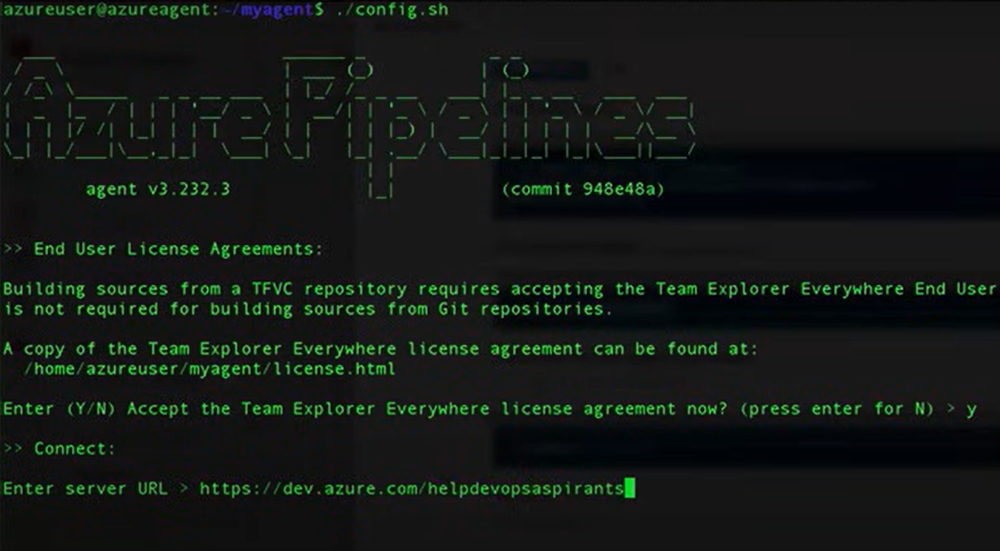 azureuser@azureagent:~/myagent$ ./config.sh
Azure Pipelines
agent v3.232.3 (commit 948e48a)
>> End User License Agreements:
Building sources from a TFVC repository requires accepting the Team Explorer Everywhere End User
is not required for building sources from Git repositories.
A copy of the Team Explorer Everywhere license agreement can be found at:
/home/azureuser/myagent/license.html
Enter (Y/N) Accept the Team Explorer Everywhere license agreement now? (press enter for N) > y
>> Connect:
Enter server URL > https://dev.azure.com/helpdevopsaspirants